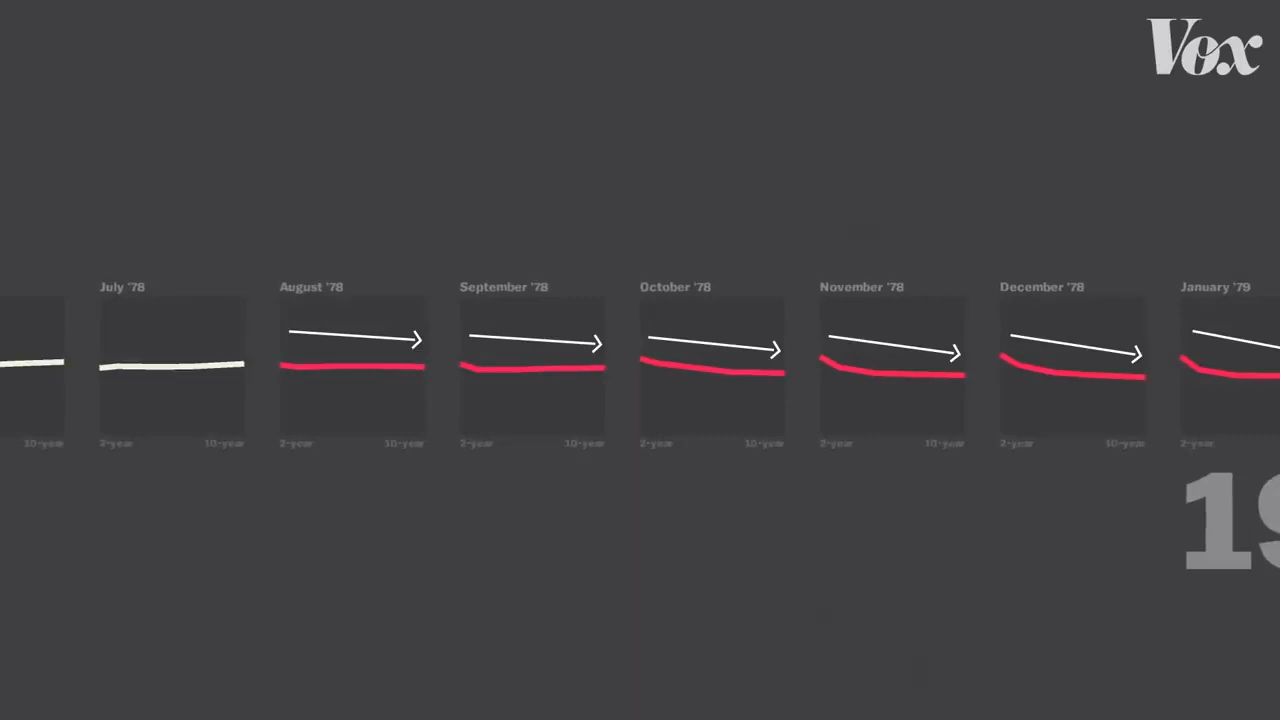 Vox
July '78
August '78
September '78
October '78
November '78
December '78
January '79
10-year
2-year 10-year
2-year 10-year
2-year 10-year
2-year 10-year
2-year 10-year
2-year 10-year
2-year
19